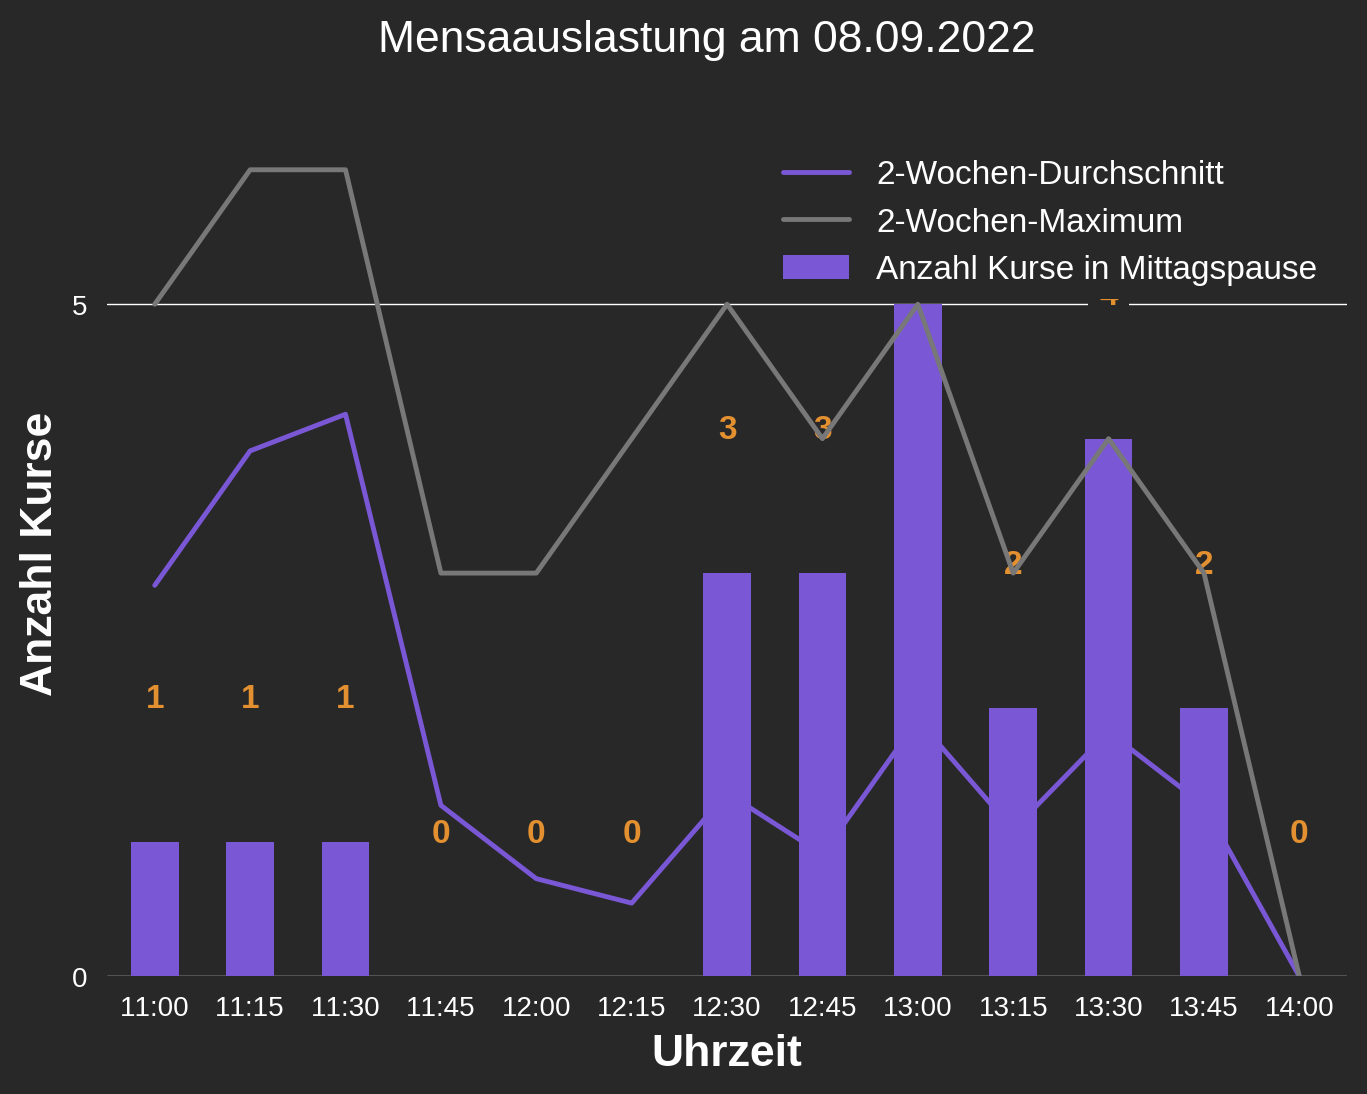 Mensaauslastung am 08.09.2022
2-Wochen-Durchschnitt
2-Wochen-Maximum
Anzahl Kurse in Mittagspause
5
3
3
2
2
1
1
1
0
0
0
0
0
Anzahl Kurse
11:00 11:15 11:30 11:45 12:00 12:15 12:30 12:45 13:00 13:15 13:30 13:45 14:00
Uhrzeit